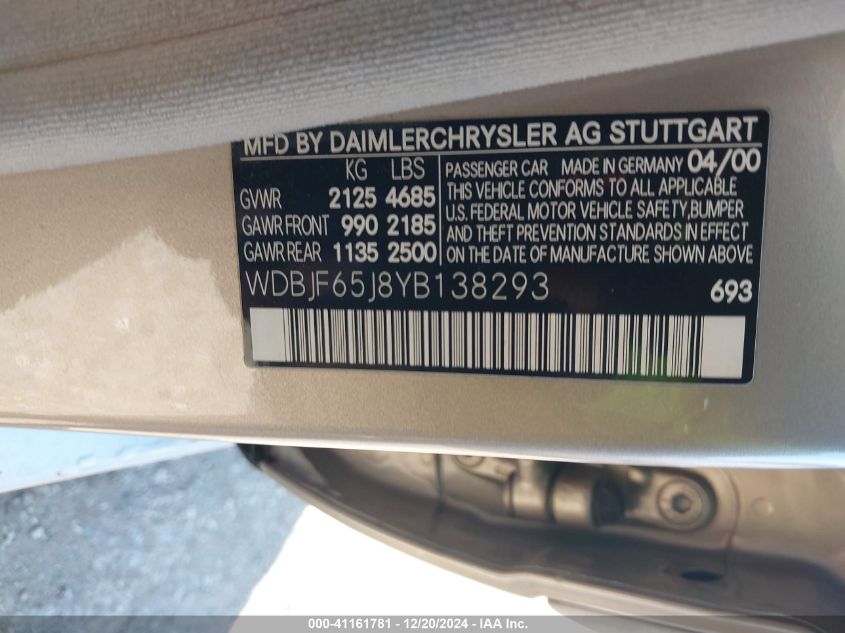 MFD BY DAIMLERCHRYSLER AG STUTTGART
KG LBS
GVWR 2125 4685
GAWR FRONT 990 2185
GAWR REAR 1135 2500
PASSENGER CAR MADE IN GERMANY 04/00
THIS VEHICLE CONFORMS TO ALL APPLICABLE
U.S. FEDERAL MOTOR VEHICLE SAFETY,BUMPER
AND THEFT PREVENTION STANDARDS IN EFFECT
ON THE DATE OF MANUFACTURE SHOWN ABOVE
WDBJF65J8YB138293 693
000-41161781 - 12/20/2024 - IAA Inc.